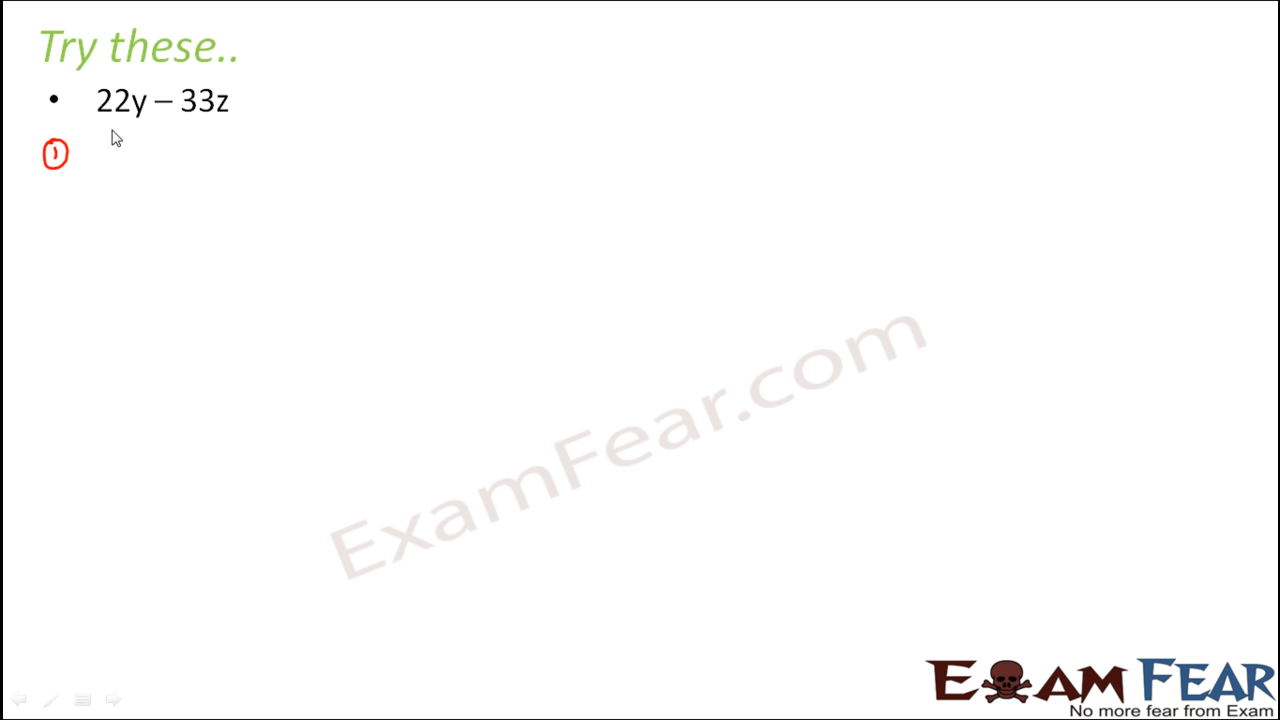 Try these..
• 22y – 33z
①
ExamFear.com
EXAM FEAR
No more fear from Exam